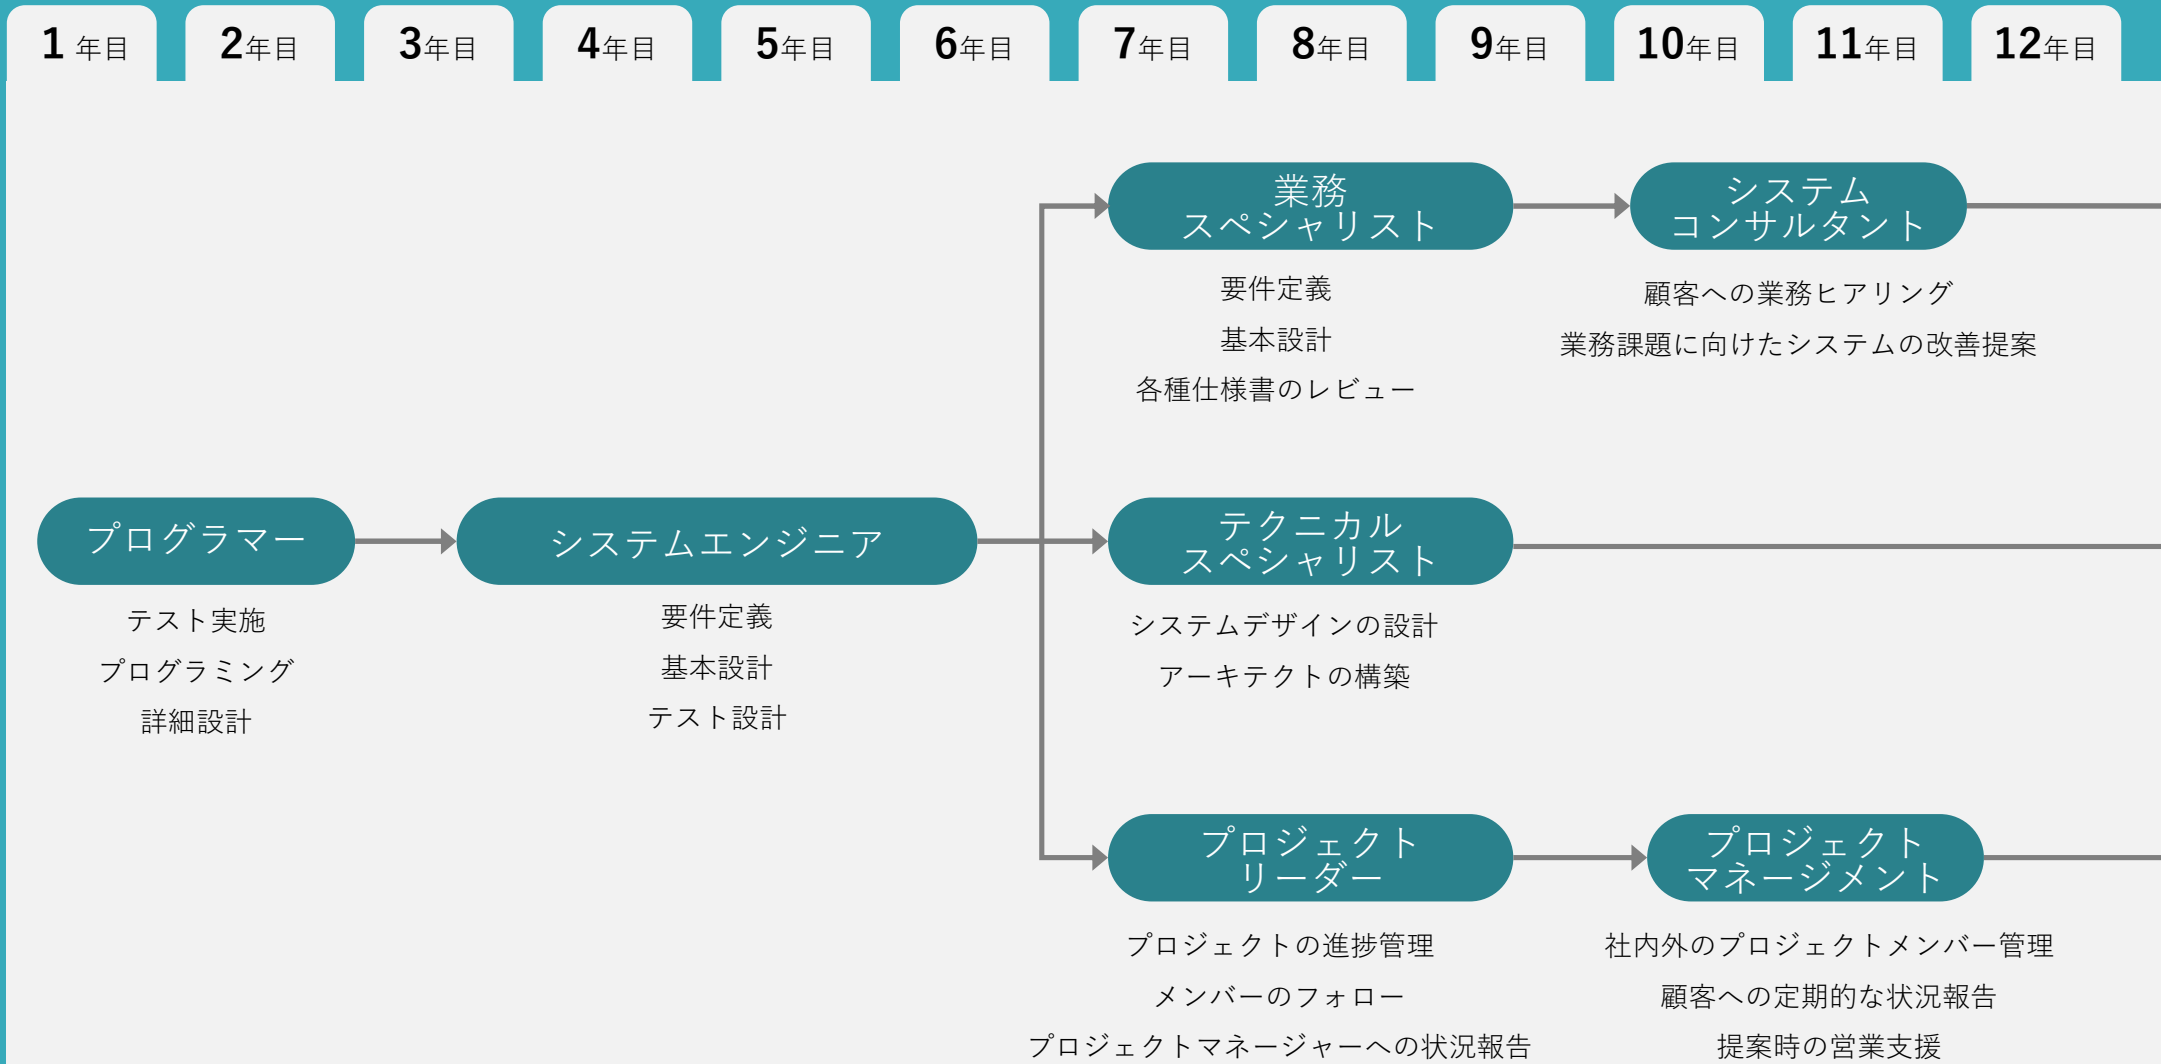 1 年目
2年目
3年目
4年目
5年目
6年目
7年目
8年目
9年目
10年目
11年目
12年目
業務
スペシャリスト
要件定義
基本設計
各種仕様書のレビュー
システム
コンサルタント
顧客への業務ヒアリング
業務課題に向けたシステムの改善提案
プログラマー
テスト実施
プログラミング
詳細設計
システムエンジニア
要件定義
基本設計
テスト設計
テクニカル
スペシャリスト
システムデザインの設計
アーキテクトの構築
プロジェクト
リーダー
プロジェクトの進捗管理
メンバーのフォロー
プロジェクトマネージャーへの状況報告
プロジェクト
マネージメント
社内外のプロジェクトメンバー管理
顧客への定期的な状況報告
提案時の営業支援